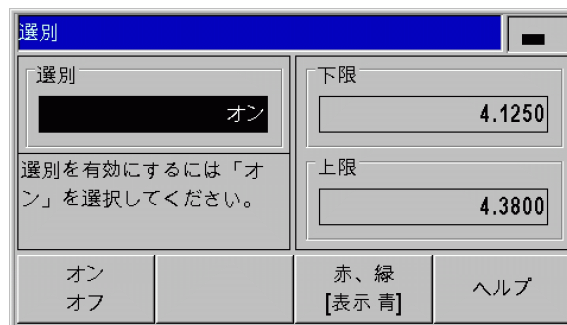 選別
選別
オン
選別を有効にするには「オ
ン」を選択してください。
下限
4.1250
上限
4.3800
オン
オフ
赤、緑
[表示 青]
ヘルプ